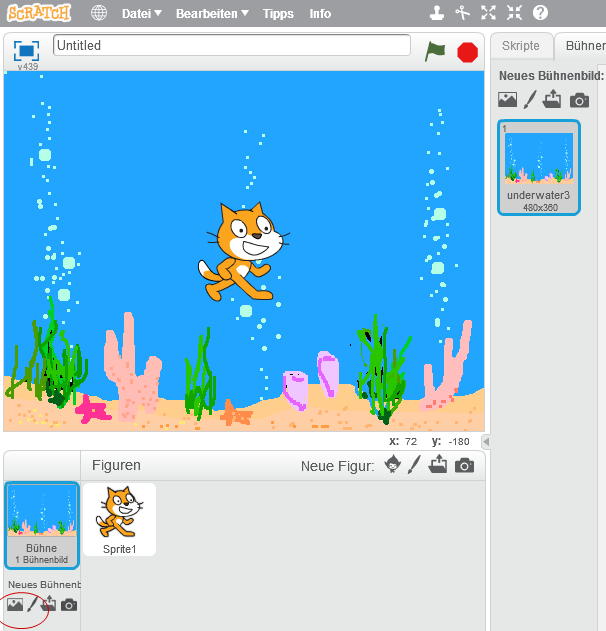 SCRATCH Datei Bearbeiten Tipps Info
Untitled
v439
Skripte Bühner
Neues Bühnenbild:
1
underwater3
480x360
x: 72 y: -180
Figuren Neue Figur:
Bühne
1 Bühnenbild
Sprite1
Neues Bühnenb